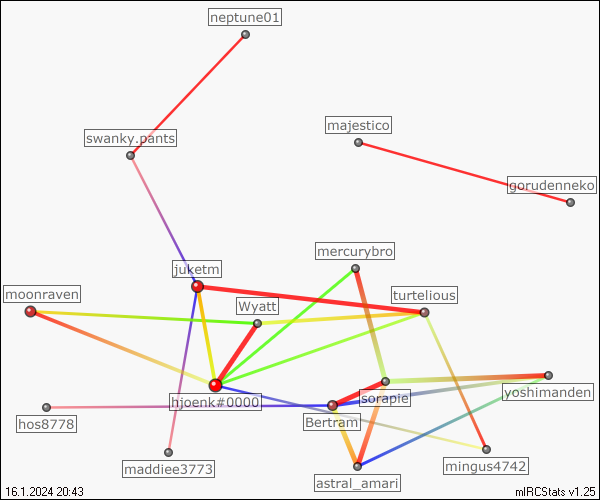 neptune01
majestico
swanky.pants
gorudenneko
mercurybro
juketm
moonraven
turtelious
Wyatt
yoshimanden
sorapie
hjoenk#0000
Bertram
hos8778
mingus4742
maddiee3773
astral_amari
16.1.2024 20:43
mIRCStats v1.25